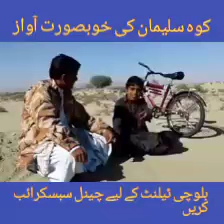 کوہ سلیمان کی خوبصورت آواز
بلوچی ٹیلنٹ کے لیے چینل سبسکرائب
کریں